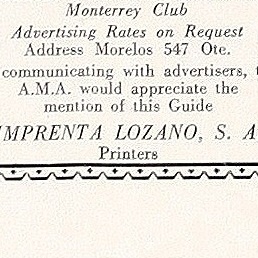 Monterrey Club
Advertising Rates on Request
Address Morelos 547 Ote.
communicating with advertisers,
A.M.A. would appreciate the
mention of this Guide
IMPRENTA LOZANO, S. A
Printers